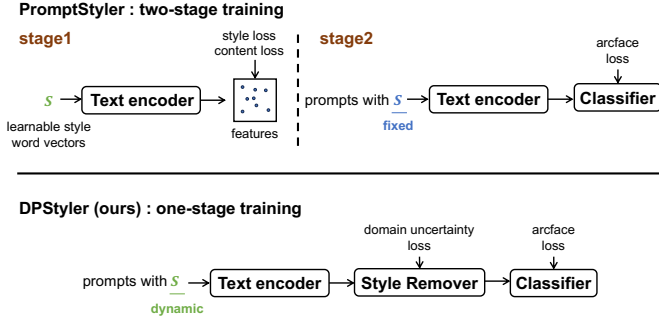 PromptStyler : two-stage training
stage1
style loss
content loss
S
Text encoder
learnable style
word vectors
features
stage2
arcface
loss
prompts with S
Text encoder
Classifier
fixed
DPStyler (ours) : one-stage training
domain uncertainty
loss
arcface
loss
prompts with S
Text encoder
Style Remover
Classifier
dynamic